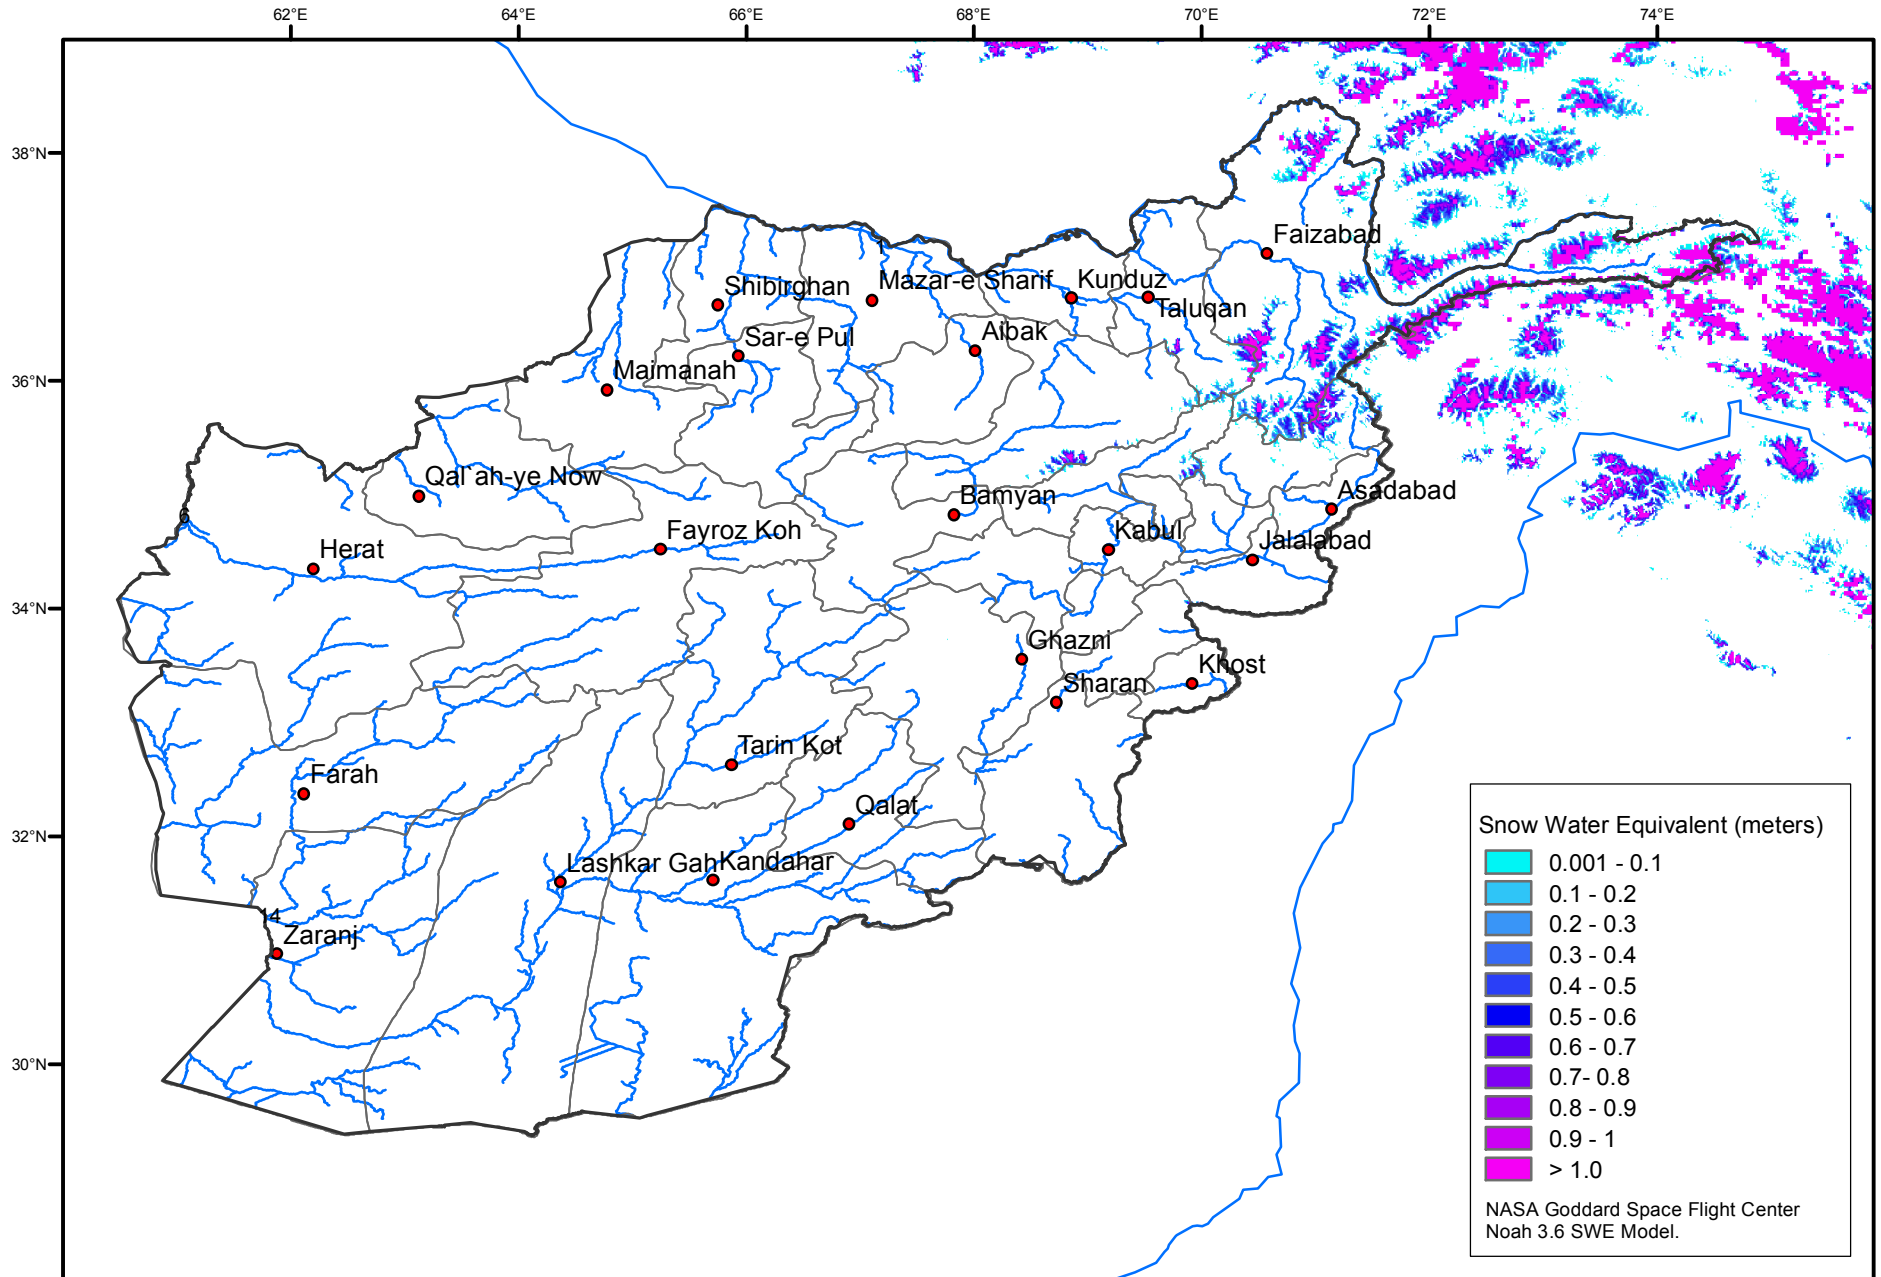 62°E 64°E 66°E 68°E 70°E 72°E 74°E
38°N
Faizabad
1
Shibirghan Mazar-e Sharif Kunduz
Taluqan
Sar-e Pul Aibak
36°N
Maimanah
Qal`ah-ye Now Bamyan Asadabad
6
Herat Fayroz Koh Kabul Jalalabad
34°N
Ghazni
Sharan Khost
Tarin Kot
Farah
Qalat
32°N
Lashkar Gah Kandahar
14
Zaranj
30°N
Snow Water Equivalent (meters)
0.001 - 0.1
0.1 - 0.2
0.2 - 0.3
0.3 - 0.4
0.4 - 0.5
0.5 - 0.6
0.6 - 0.7
0.7- 0.8
0.8 - 0.9
0.9 - 1
> 1.0
NASA Goddard Space Flight Center
Noah 3.6 SWE Model.